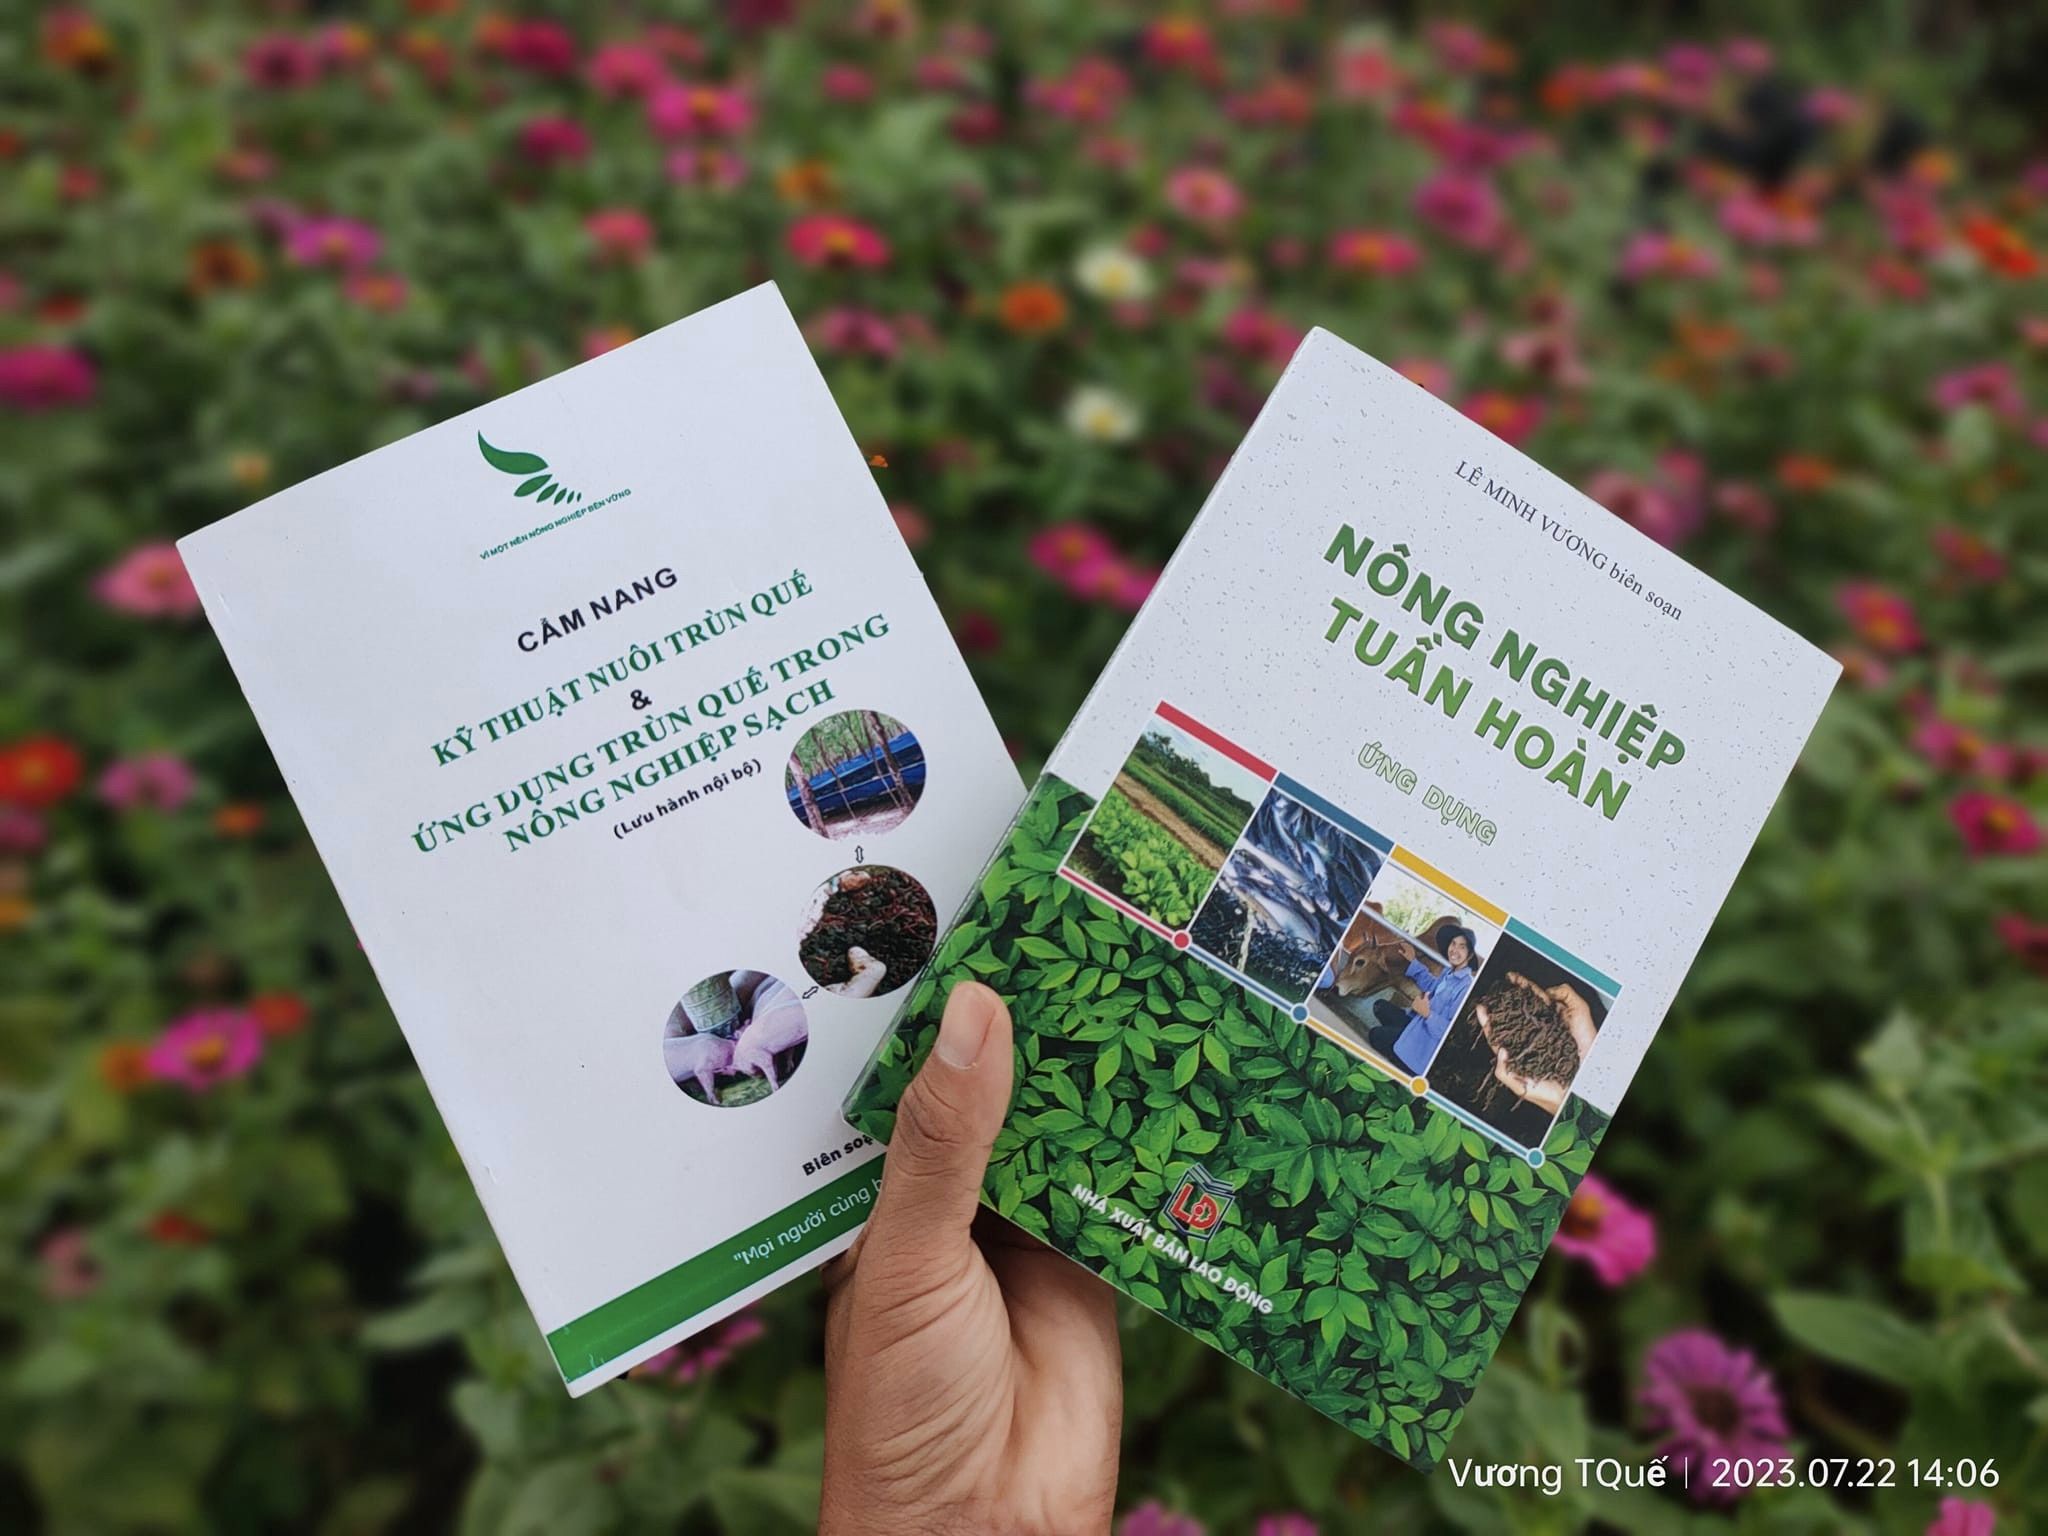 VÌ MỘT NỀN NÔNG NGHIỆP BỀN VỮNG
CẨM NANG
KỸ THUẬT NUÔI TRÙN QUẾ
&
ỨNG DỤNG TRÙN QUẾ TRONG
NÔNG NGHIỆP SẠCH
(Lưu hành nội bộ)
Biên
"Mọi người cùng
LÊ MINH VƯƠNG biên soạn
NÔNG NGHIỆP
TUẦN HOÀN
ỨNG DỤNG
LĐ
NHÀ XUẤT BẢN LAO ĐỘNG
Vương TQuế | 2023.07.22 14:06